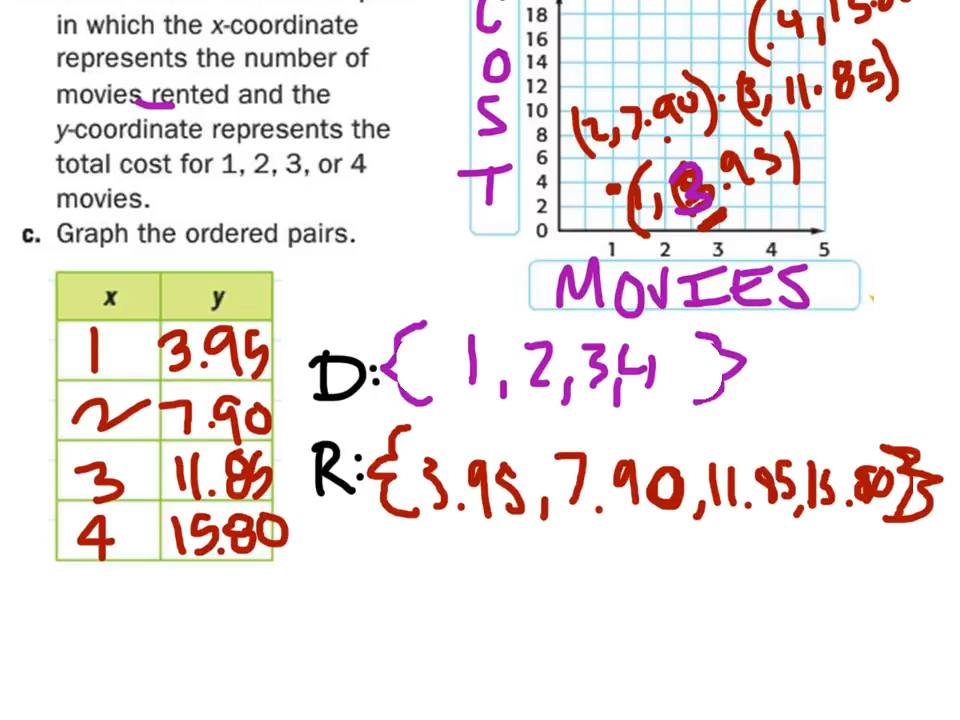 in which the x-coordinate
represents the number of
movies rented and the
y-coordinate represents the
total cost for 1, 2, 3, or 4
movies.
c. Graph the ordered pairs.
x y
1 3.95
2 7.90
3 11.85
4 15.80
C
O
S
T
18
16
14
12
10
8
6
4
2
0
1 2 3 4 5
(2, 7.90)
(3, 11.85)
(1, 3.95)
MOVIES
D: { 1, 2, 3, 4 }
R: { 3.95, 7.90, 11.85, 15.80 }